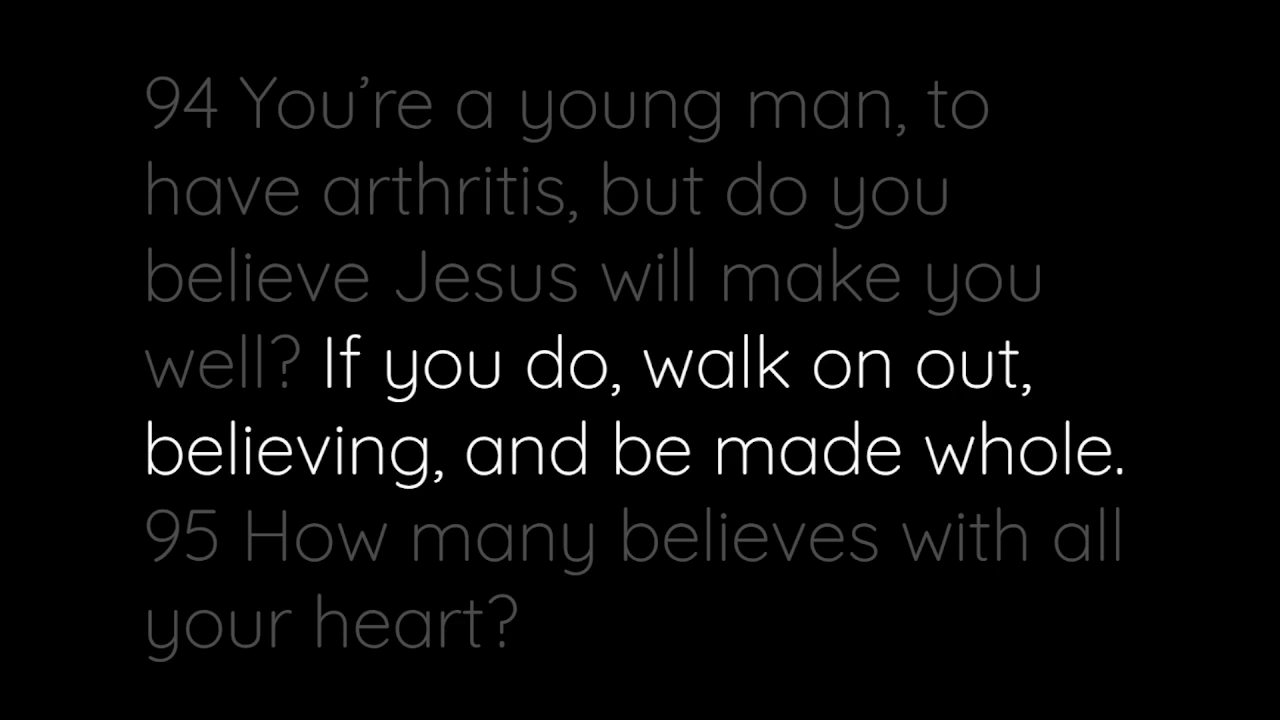 94 You’re a young man, to
have arthritis, but do you
believe Jesus will make you
well? If you do, walk on out,
believing, and be made whole.
95 How many believes with all
your heart?